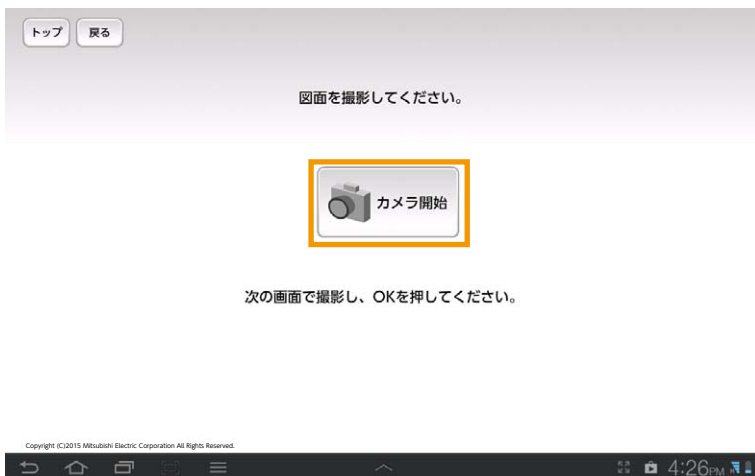 トップ 戻る
図面を撮影してください。
カメラ開始
次の画面で撮影し、OKを押してください。
Copyright (C)2015 Mitsubishi Electric Corporation All Rights Reserved.
4:26PM